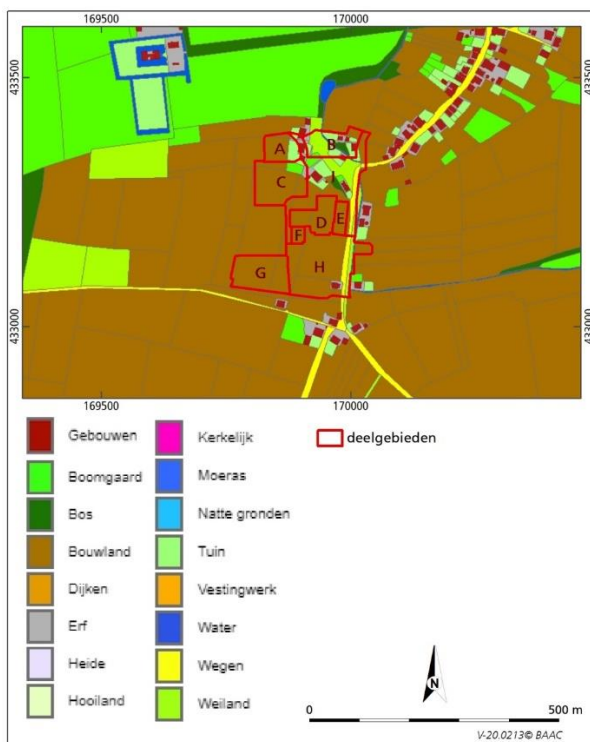 169500 170000
433500 433500
A B
C I
D E
F
G H
433000 433000
169500 170000
Gebouwen Kerkelijk deelgebieden
Boomgaard Moeras
Bos Natte gronden
Bouwland Tuin
Dijken Vestingwerk
Erf Water
Heide Wegen
Hooiland Weiland
N
0 500 m
V-20.0213© BAAC